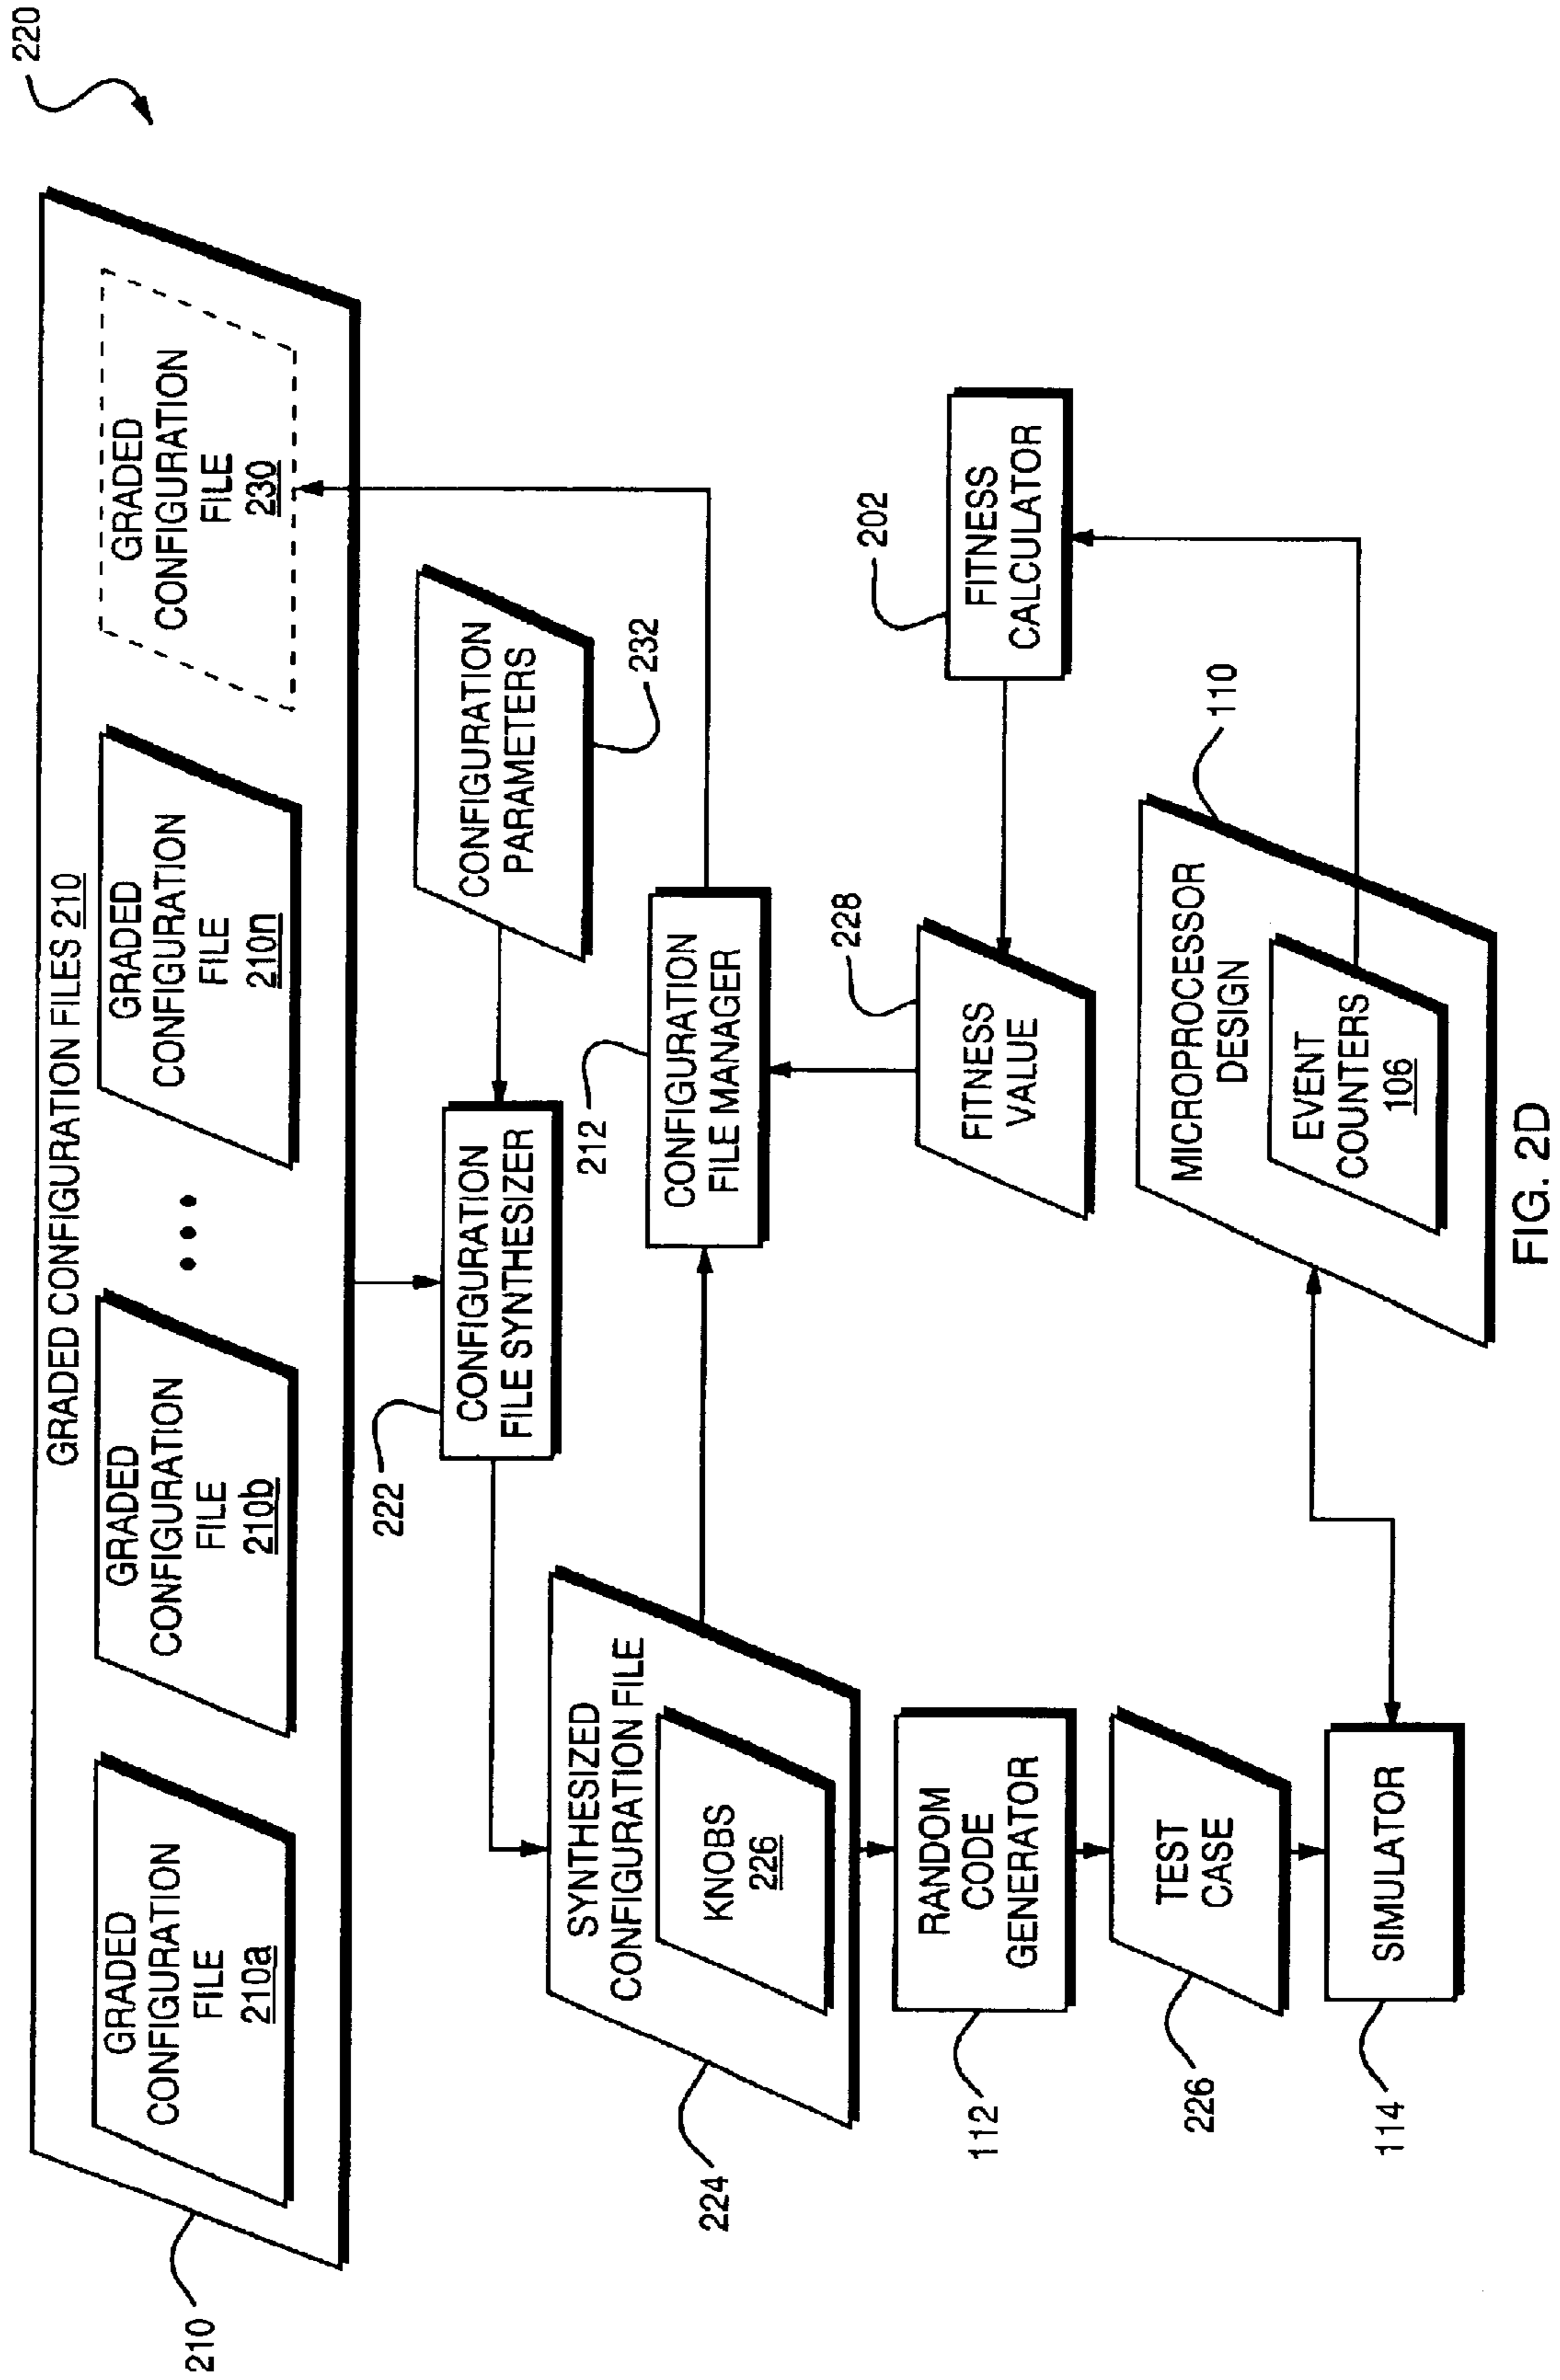 220
GRADED CONFIGURATION FILES 210
GRADED
CONFIGURATION
FILE
210a
GRADED
CONFIGURATION
FILE
210b
...
GRADED
CONFIGURATION
FILE
210n
GRADED
CONFIGURATION
FILE
230
210
222
CONFIGURATION
FILE SYNTHESIZER
CONFIGURATION
PARAMETERS
232
SYNTHESIZED
CONFIGURATION FILE
KNOBS
226
224
212
CONFIGURATION
FILE MANAGER
RANDOM
CODE
GENERATOR
112
228
FITNESS
VALUE
202
FITNESS
CALCULATOR
TEST
CASE
226
MICROPROCESSOR
DESIGN
110
EVENT
COUNTERS
106
SIMULATOR
114
FIG. 2D